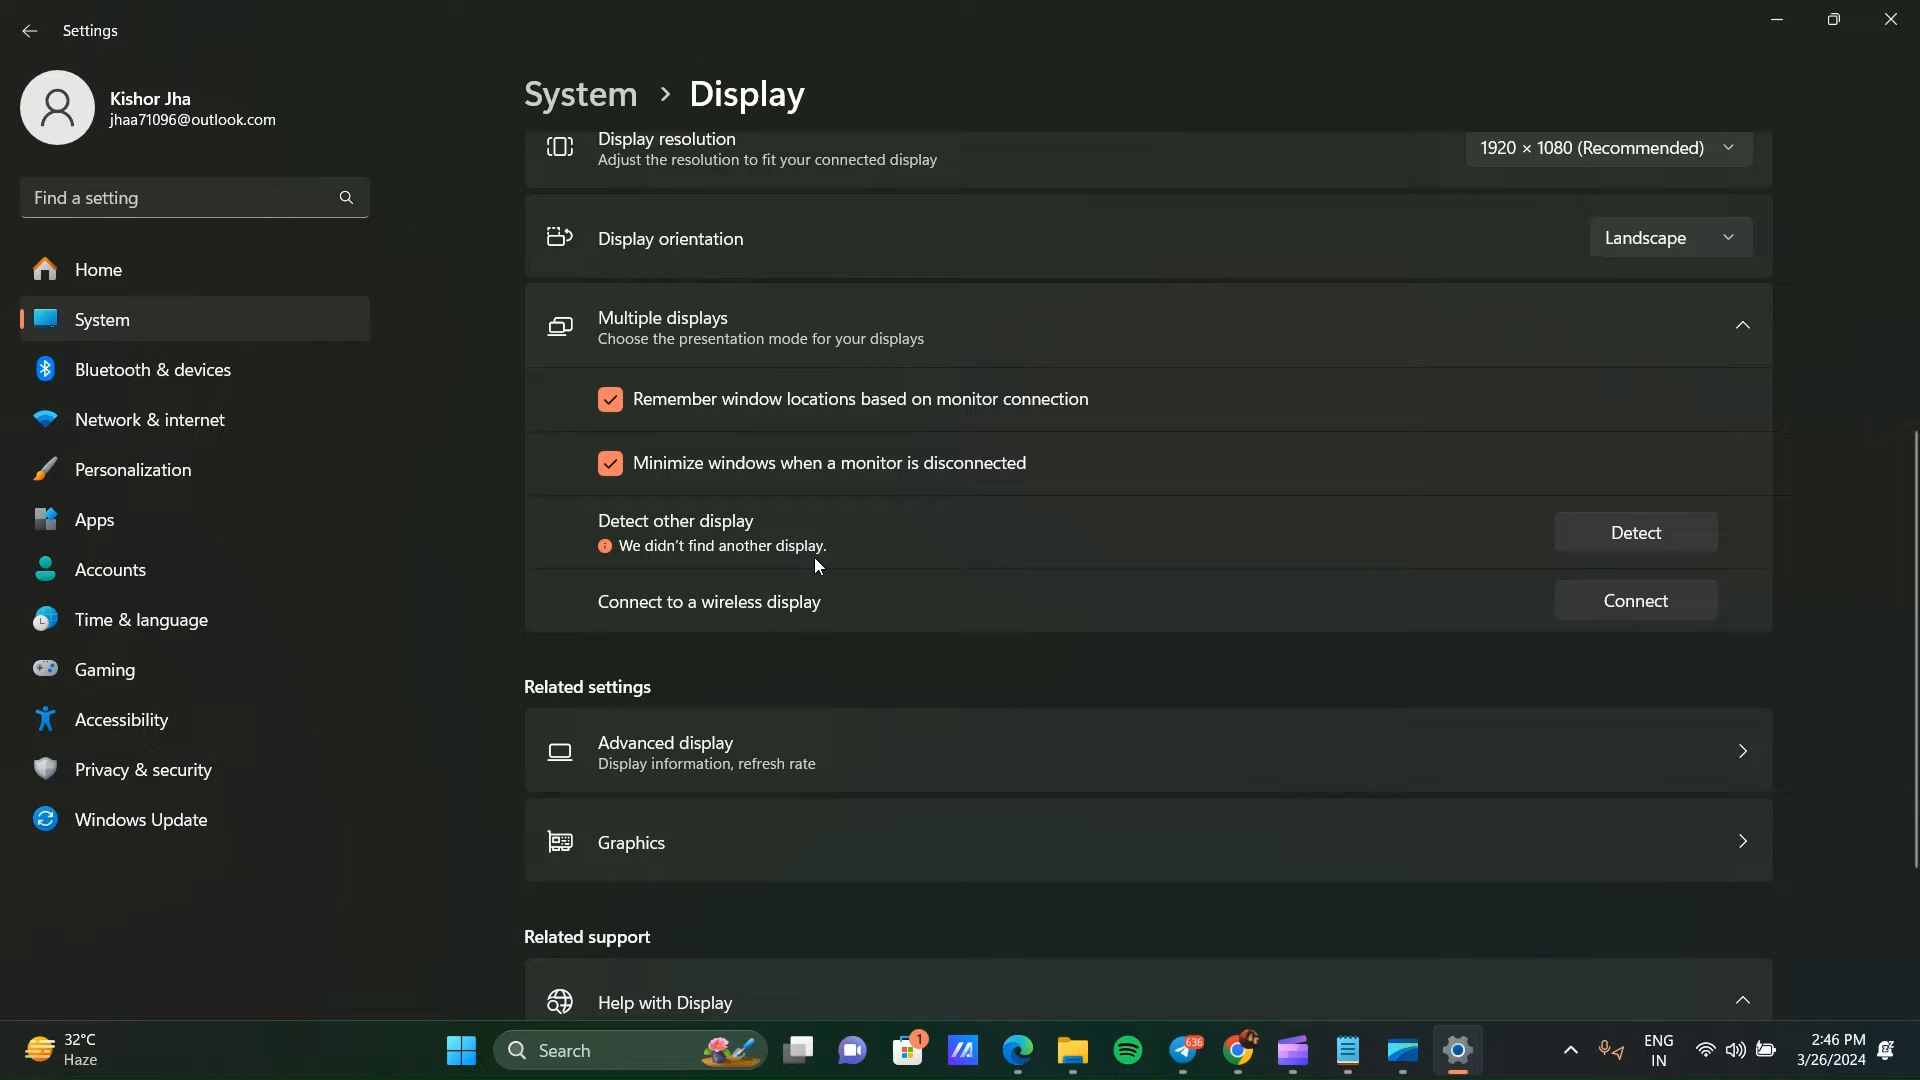 Settings
Kishor Jha
jhaa71096@outlook.com
Find a setting
Home
System
Bluetooth & devices
Network & internet
Personalization
Apps
Accounts
Time & language
Gaming
Accessibility
Privacy & security
Windows Update
System > Display
Display resolution
Adjust the resolution to fit your connected display
1920 × 1080 (Recommended)
Display orientation
Landscape
Multiple displays
Choose the presentation mode for your displays
Remember window locations based on monitor connection
Minimize windows when a monitor is disconnected
Detect other display
We didn't find another display.
Detect
Connect to a wireless display
Connect
Related settings
Advanced display
Display information, refresh rate
Graphics
Related support
Help with Display
32°C
Haze
Search
1
636
ENG
IN
2:46 PM
3/26/2024